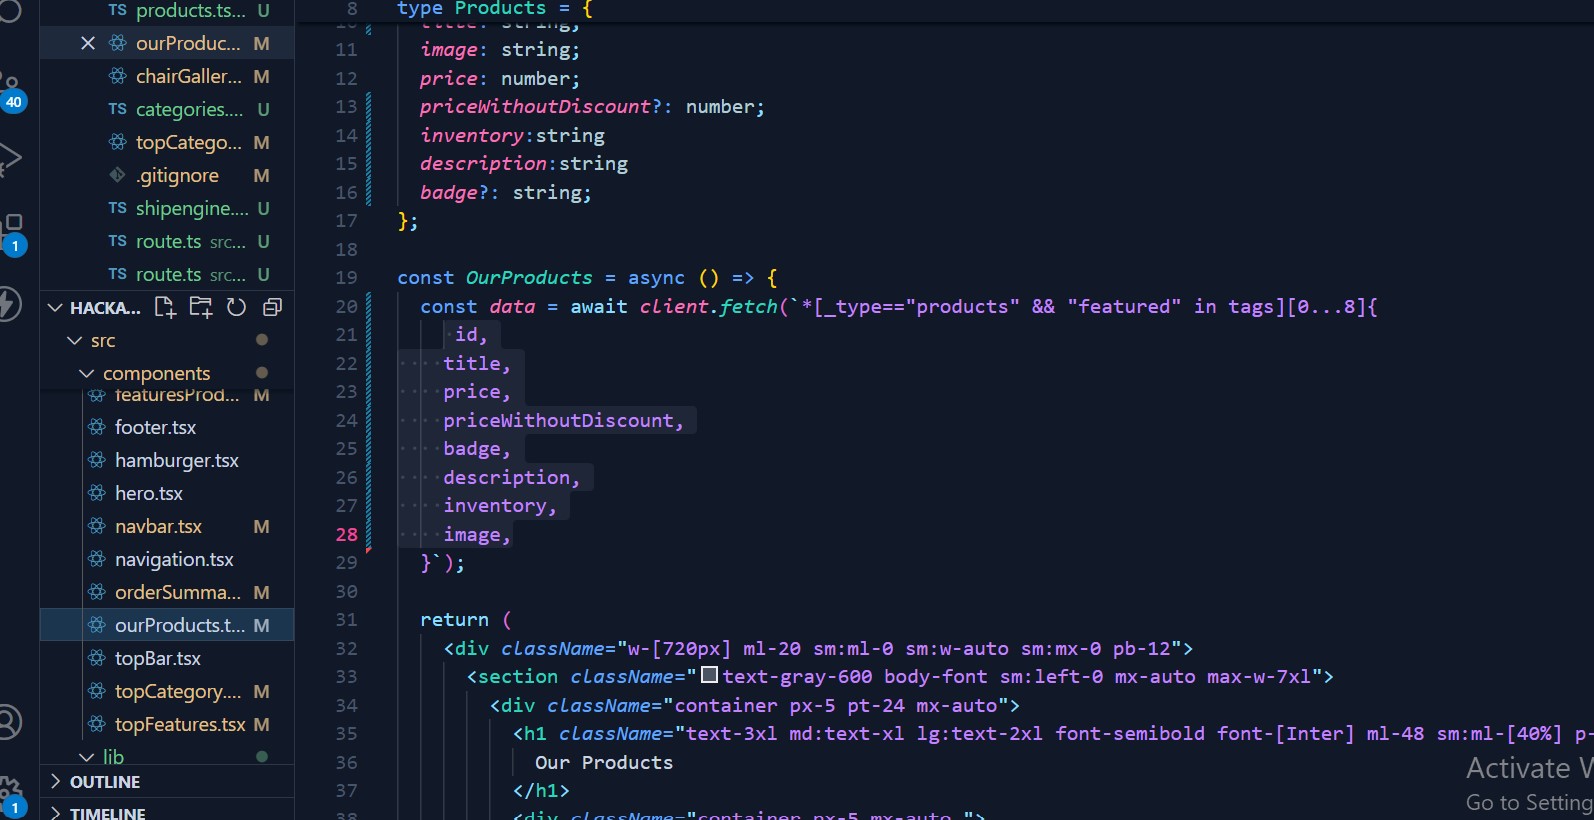 TS products.ts... U
ourProduc... M
chairGaller... M
TS categories.... U
topCatego... M
.gitignore M
TS shipengine.... U
TS route.ts src... U
TS route.ts src... U
HACKA...
src
components
featuresProd... M
footer.tsx
hamburger.tsx
hero.tsx
navbar.tsx M
navigation.tsx
orderSumma... M
ourProducts.t... M
topBar.tsx
topCategory.... M
topFeatures.tsx M
lib
OUTLINE
TIMELINE
40
1
1
8 type Products = {
10 title: string;
11 image: string;
12 price: number;
13 priceWithoutDiscount?: number;
14 inventory:string
15 description:string
16 badge?: string;
17 };
18
19 const OurProducts = async () => {
20 const data = await client.fetch(`*[_type=="products" && "featured" in tags][0...8]{
21 id,
22 title,
23 price,
24 priceWithoutDiscount,
25 badge,
26 description,
27 inventory,
28 image,
29 }`);
30
31 return (
32 <div className="w-[720px] ml-20 sm:ml-0 sm:w-auto sm:mx-0 pb-12">
33 <section className="text-gray-600 body-font sm:left-0 mx-auto max-w-7xl">
34 <div className="container px-5 pt-24 mx-auto">
35 <h1 className="text-3xl md:text-xl lg:text-2xl font-semibold font-[Inter] ml-48 sm:ml-[40%] p-
36 Our Products
37 </h1>
38 <div className="container px-5 mx-auto ">
Activate W
Go to Setting